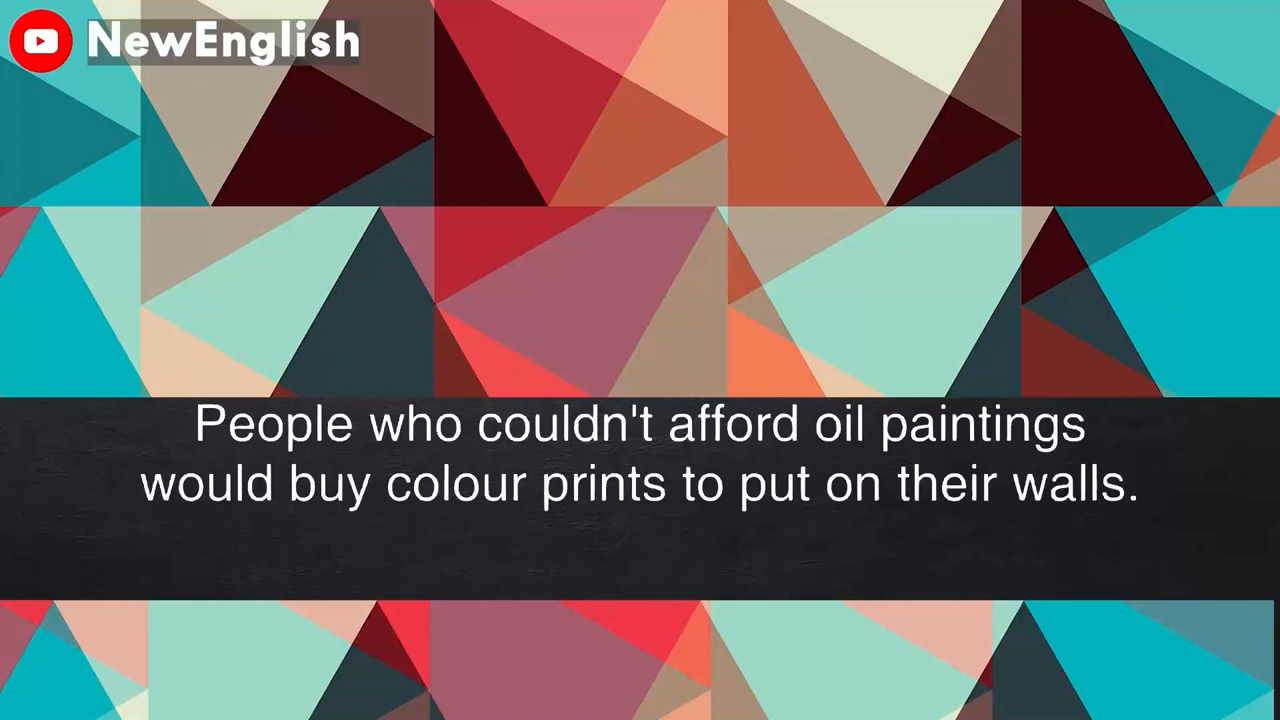 NewEnglish
People who couldn't afford oil paintings
would buy colour prints to put on their walls.